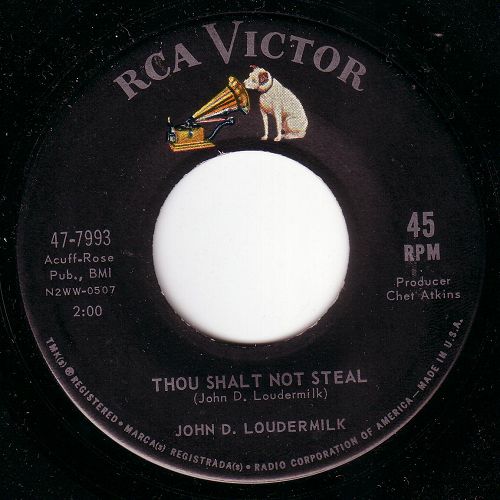 RCA VICTOR
47-7993
Acuff-Rose
Pub., BMI
N2WW-0507
2:00
45
RPM
Producer
Chet Atkins
THOU SHALT NOT STEAL
(John D. Loudermilk)
JOHN D. LOUDERMILK
TMK(s) ® REGISTERED • MARCA(s) REGISTRADA(s) • RADIO CORPORATION OF AMERICA—MADE IN U.S.A.